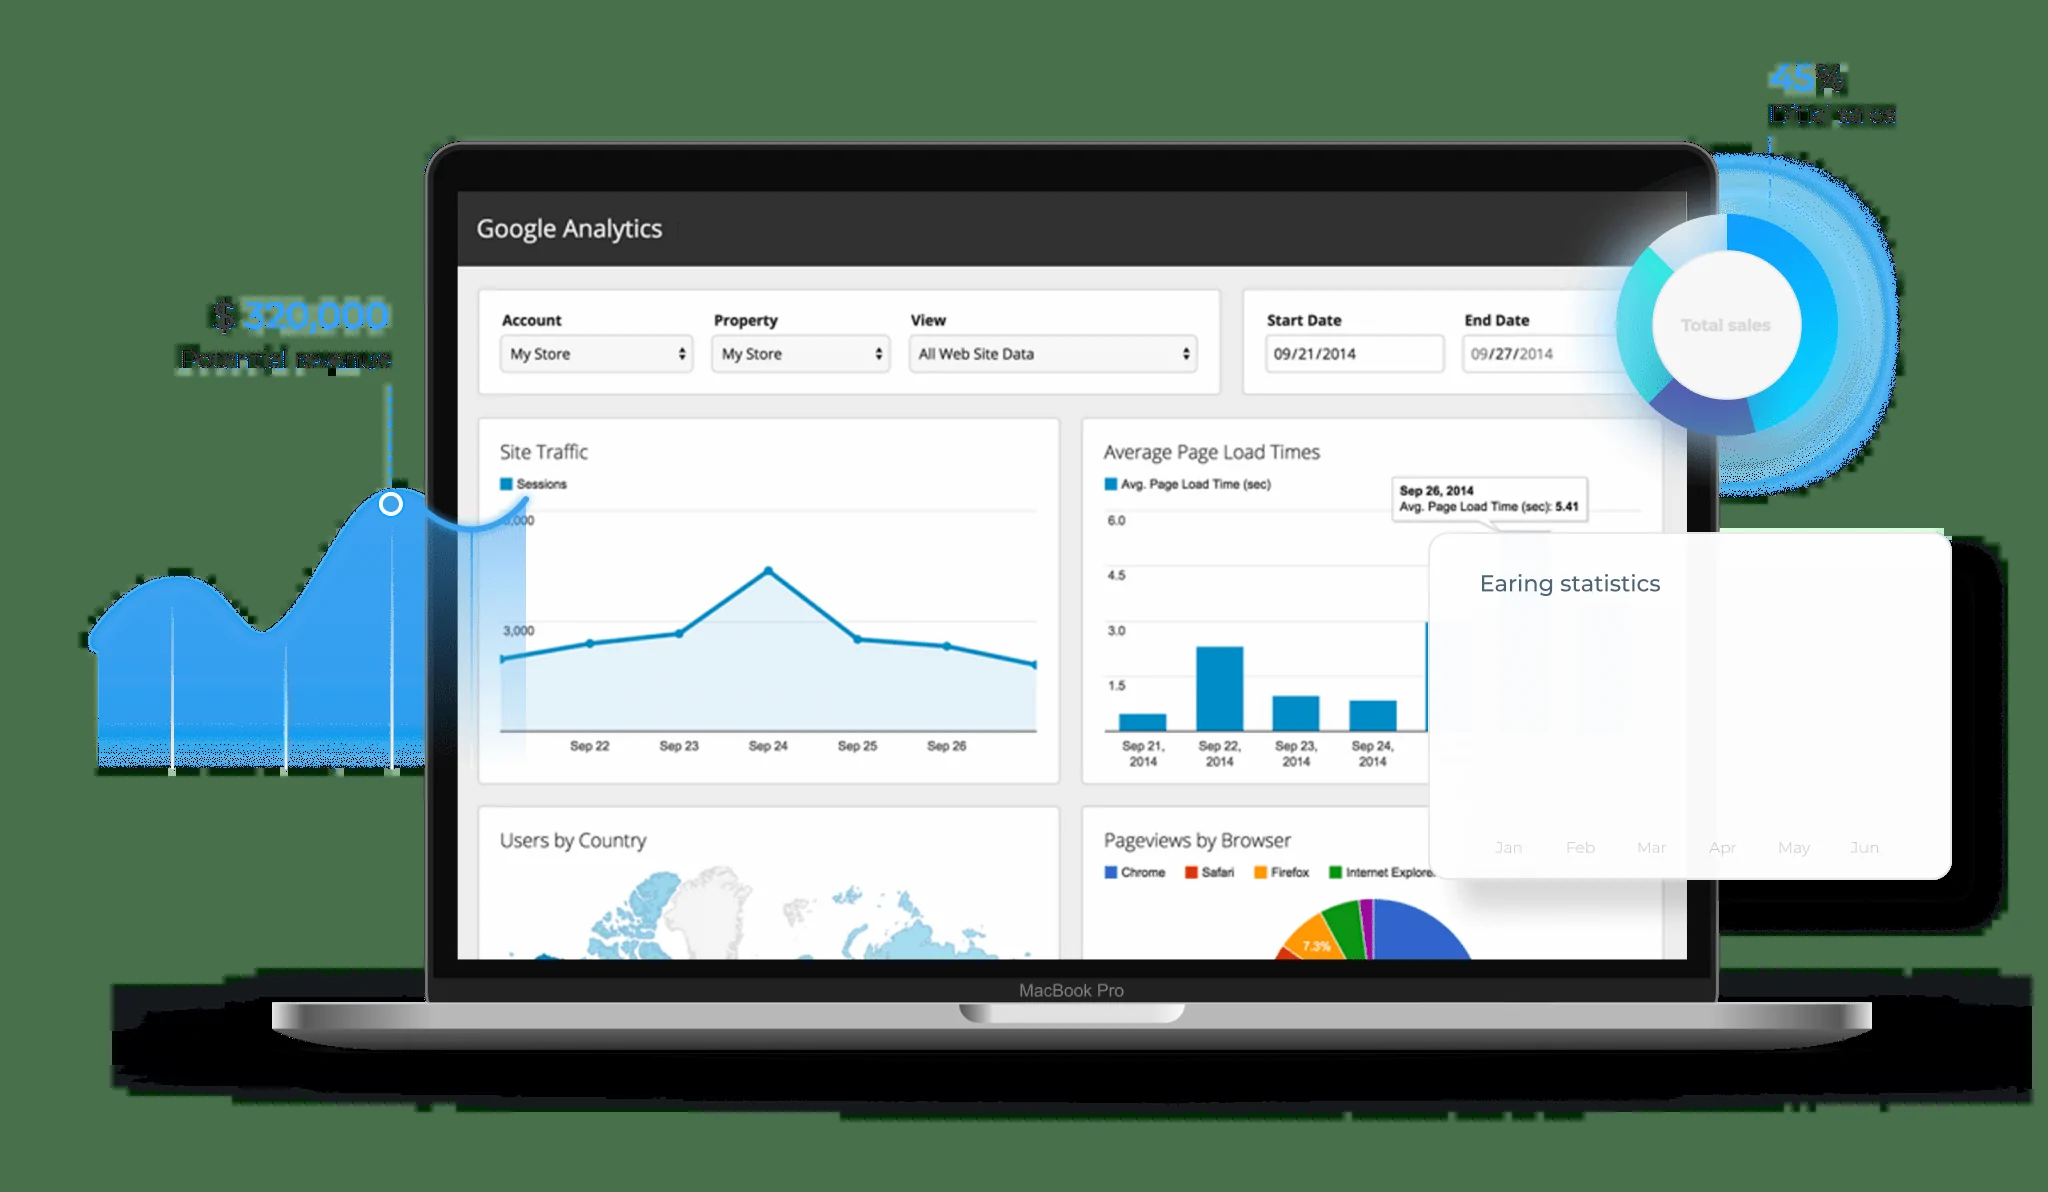 45%
Google Analytics
$ 320,000
Account
Property
View
Start Date
End Date
My Store
My Store
All Web Site Data
09/21/2014
09/27/2014
Total sales
Site Traffic
Sessions
3,000
Sep 22
Sep 23
Sep 24
Sep 25
Sep 26
Average Page Load Times
Avg. Page Load Time (sec)
Sep 26, 2014
Avg. Page Load Time (sec): 5.41
6.0
4.5
3.0
1.5
Sep 21,
2014
Sep 22,
2014
Sep 23,
2014
Sep 24,
2014
Earing statistics
Jan
Feb
Mar
Apr
May
Jun
Users by Country
Pageviews by Browser
Chrome
Safari
Firefox
Internet
7.3%
MacBook Pro